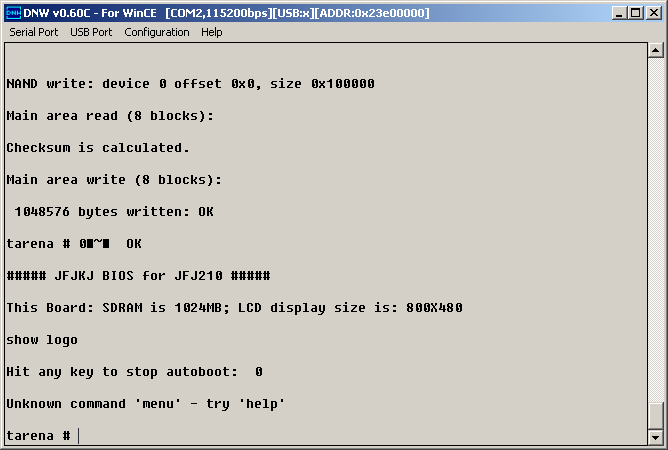 DNW v0.60C - For WinCE [COM2,115200bps][USB:x][ADDR:0x23e00000]
Serial Port USB Port Configuration Help
NAND write: device 0 offset 0x0, size 0x100000
Main area read (8 blocks):
Checksum is calculated.
Main area write (8 blocks):
1048576 bytes written: OK
tarena # 0■~■ OK
##### JFJKJ BIOS for JFJ210 #####
This Board: SDRAM is 1024MB; LCD display size is: 800X480
show logo
Hit any key to stop autoboot: 0
Unknown command 'menu' - try 'help'
tarena #